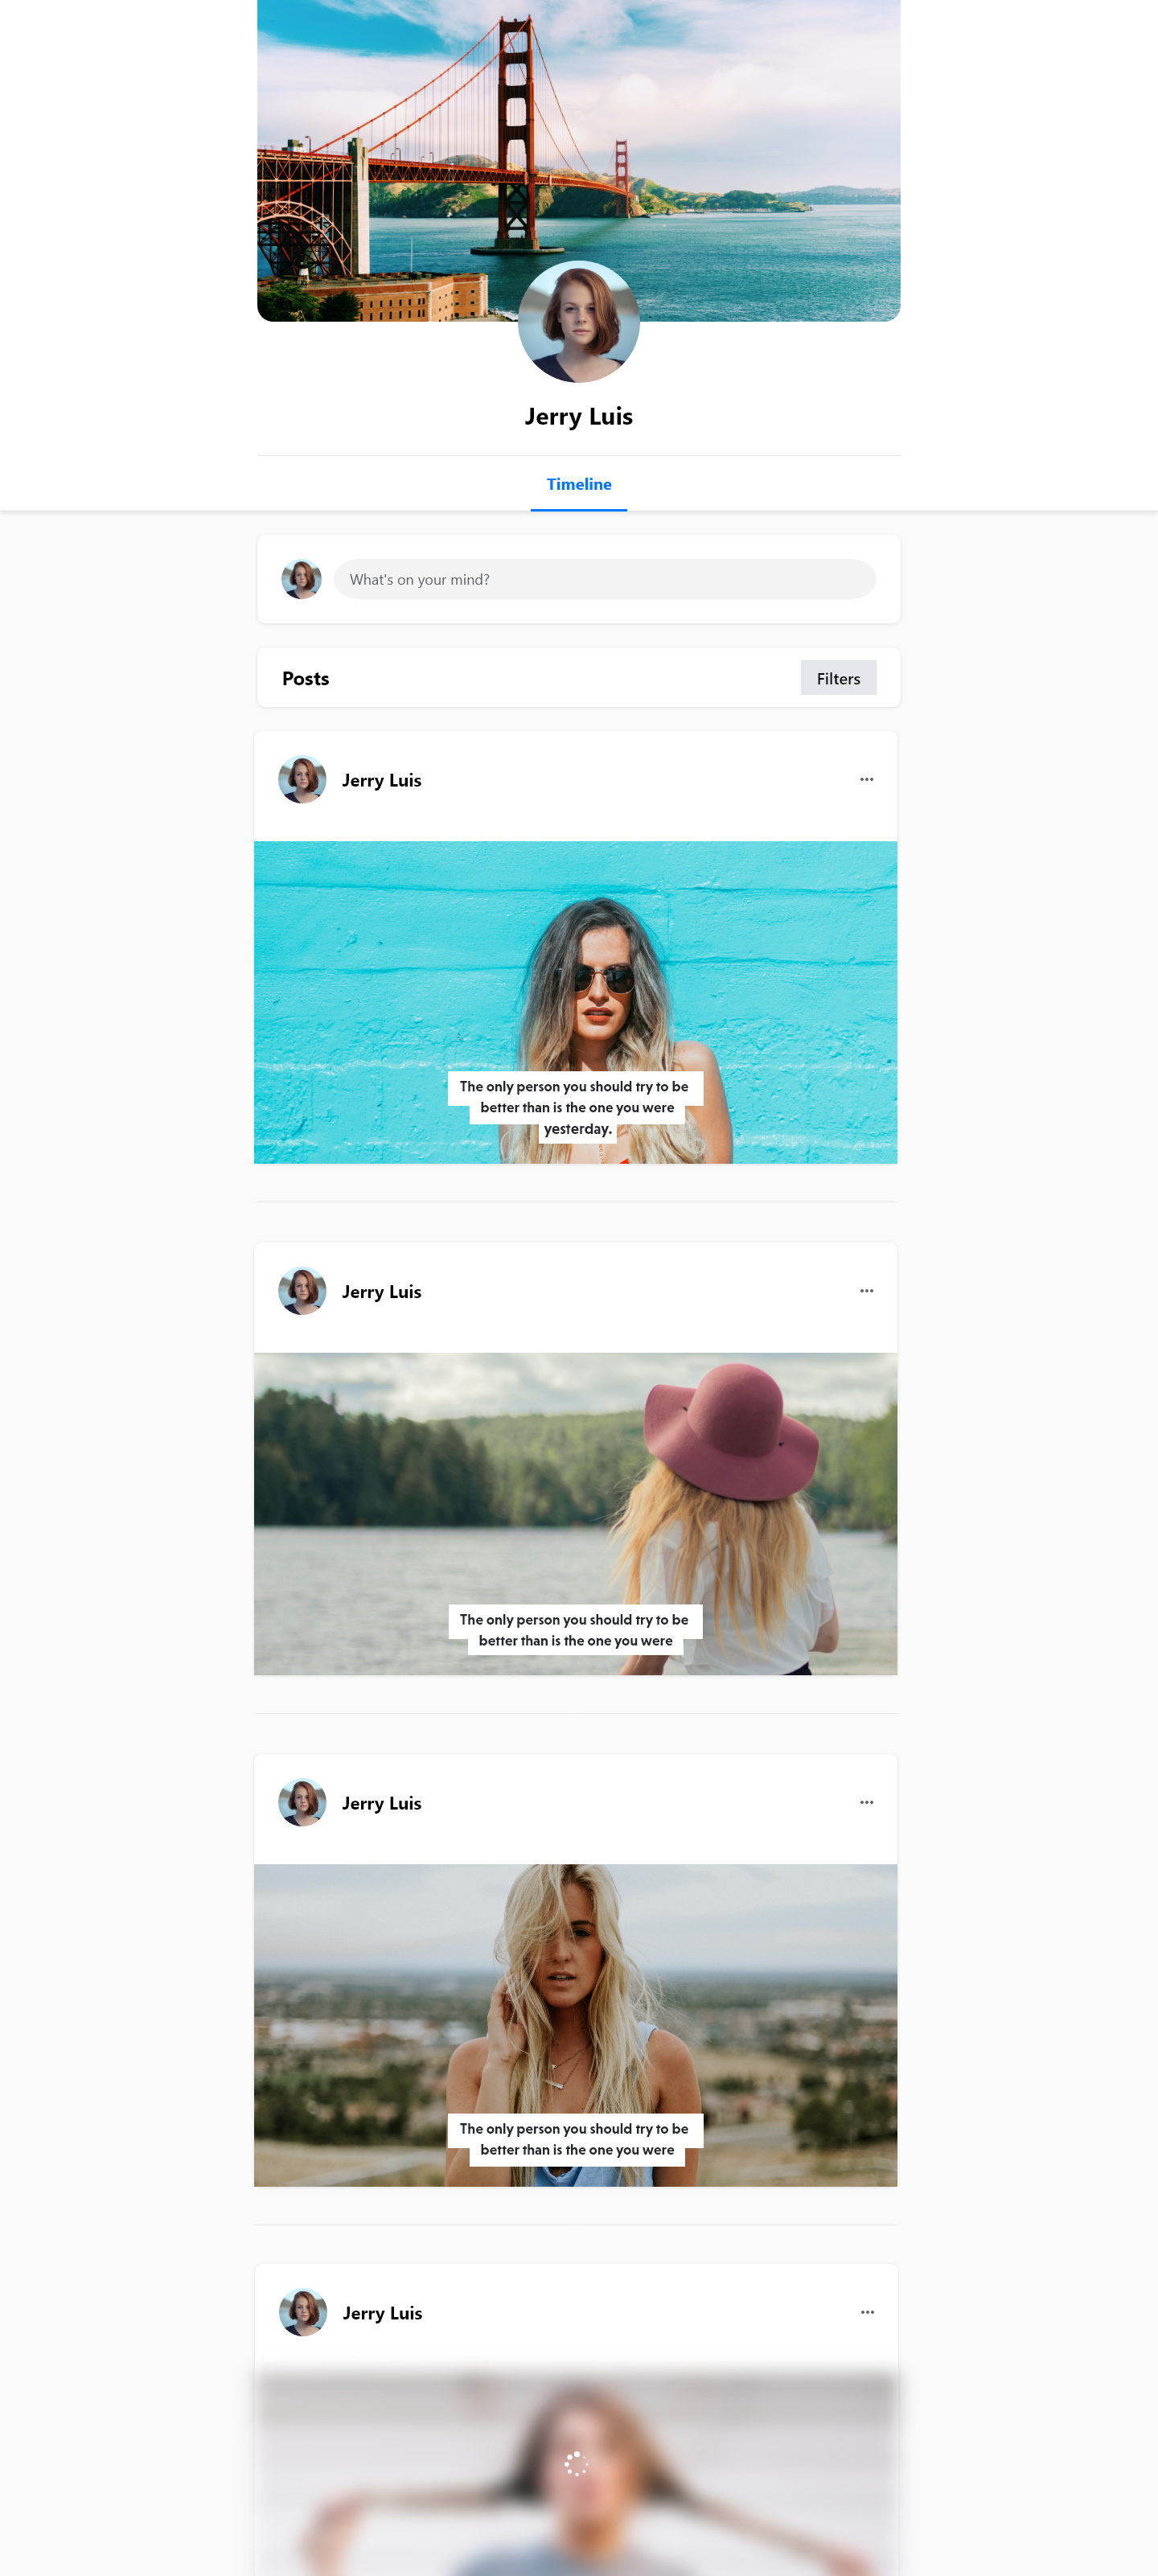 Jerry Luis
Timeline
What's on your mind?
Posts
Filters
Jerry Luis
The only person you should try to be
better than is the one you were
yesterday.
Jerry Luis
The only person you should try to be
better than is the one you were
Jerry Luis
The only person you should try to be
better than is the one you were
Jerry Luis